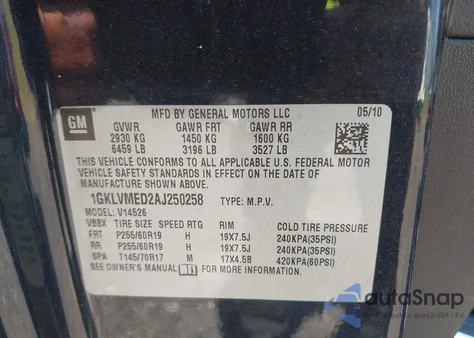 GM
MFD BY GENERAL MOTORS LLC 05/10
GVWR GAWR FRT GAWR RR
2930 KG 1450 KG 1600 KG
6459 LB 3196 LB 3527 LB
THIS VEHICLE CONFORMS TO ALL APPLICABLE U.S. FEDERAL MOTOR
VEHICLE SAFETY STANDARDS IN EFFECT ON THE DATE OF
MANUFACTURE SHOWN ABOVE.
1GKLVMED2AJ250258 TYPE: M.P.V.
MODEL: V14526
VBBX TIRE SIZE SPEED RTG RIM COLD TIRE PRESSURE
FRT P255/60R19 H 19X7.5J 240KPA(35PSI)
RR P255/60R19 H 19X7.5J 240KPA(35PSI)
SPA T145/70R17 M 17X4.5B 420KPA(60PSI)
SEE OWNER'S MANUAL FOR MORE INFORMATION.
autoSnap